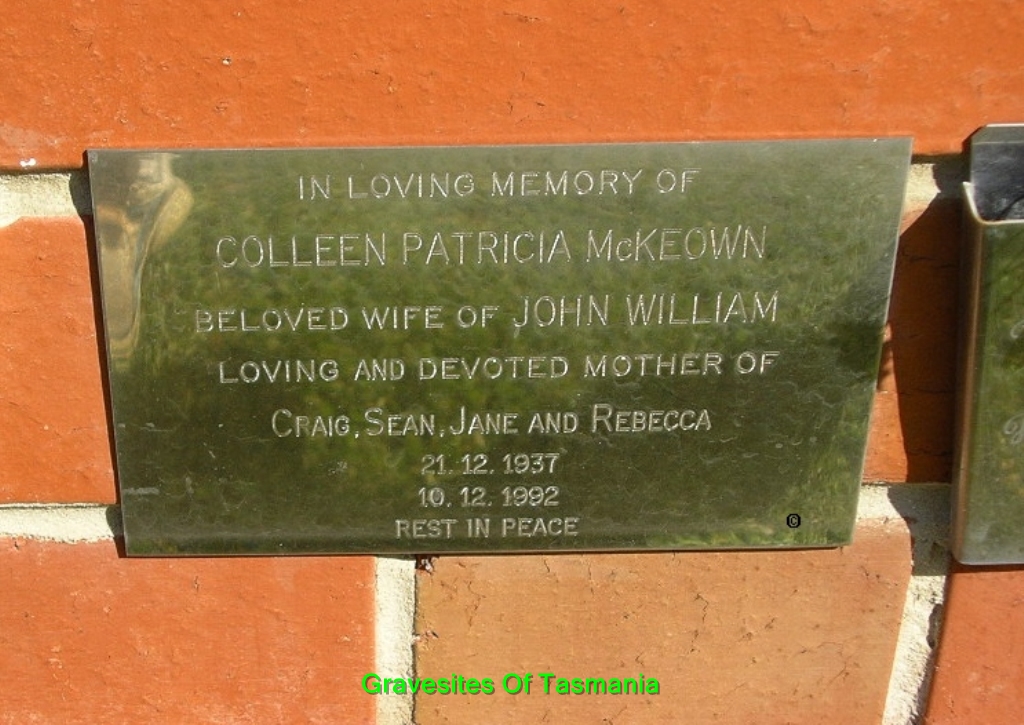 IN LOVING MEMORY OF
COLLEEN PATRICIA McKEOWN
BELOVED WIFE OF JOHN WILLIAM
LOVING AND DEVOTED MOTHER OF
CRAIG, SEAN, JANE AND REBECCA
21. 12. 1937
10. 12. 1992
REST IN PEACE
©
Gravesites Of Tasmania